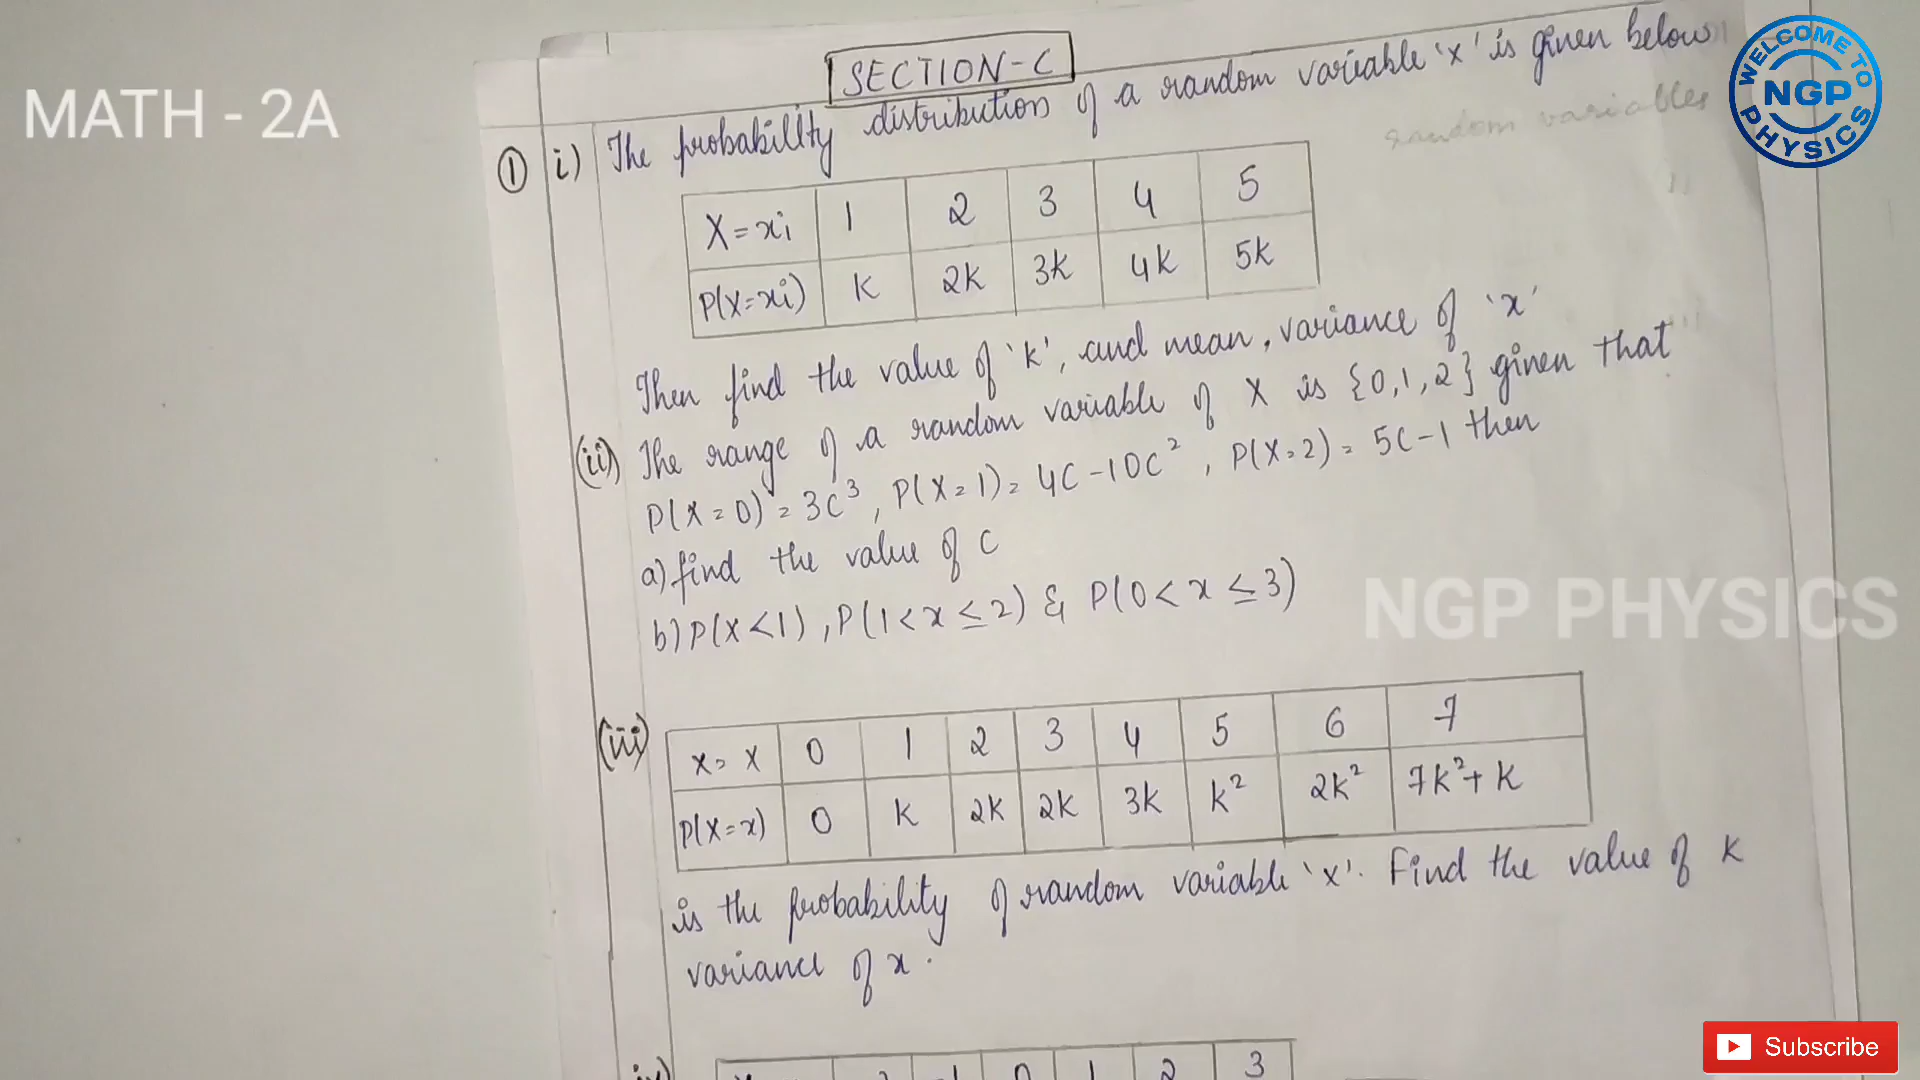 MATH - 2A
WELCOME TO
NGP
PHYSICS
SECTION-C
① i) The probability distribution of a random variable 'x' is given below
random variables
X=xi 1 2 3 4 5
P(X=xi) K 2K 3K 4K 5K
Then find the value of 'k', and mean, variance of 'x'
(ii) The range of a random variable of X is {0,1,2} given that
P(X=0) = 3C³, P(X=1) = 4C-10C², P(X=2) = 5C-1 then
a) find the value of C
b) P(X<1), P(1<x≤2) & P(0<x≤3)
NGP PHYSICS
(iii) X=x 0 1 2 3 4 5 6 7
P(X=x) 0 K 2K 2K 3K K² 2K² 7K²+K
is the probability of random variable 'x'. Find the value of K
variance of x.
3
Subscribe